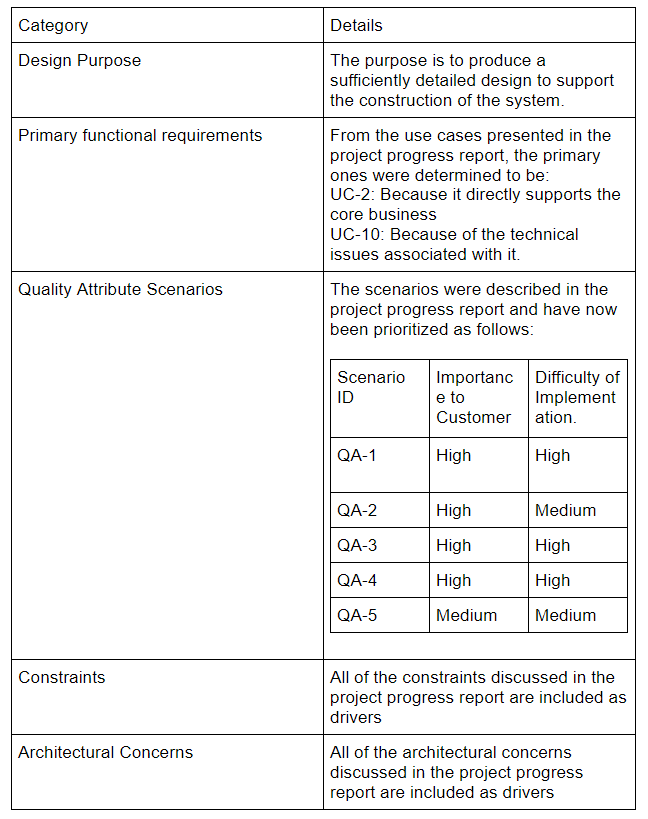 Category
Details
Design Purpose
The purpose is to produce a
sufficiently detailed design to support
the construction of the system.
Primary functional requirements
From the use cases presented in the
project progress report, the primary
ones were determined to be:
UC-2: Because it directly supports the
core business
UC-10: Because of the technical
issues associated with it.
Quality Attribute Scenarios
The scenarios were described in the
project progress report and have now
been prioritized as follows:
Scenario
ID
Importanc
e to
Customer
Difficulty of
Implement
ation.
QA-1
High
High
QA-2
High
Medium
QA-3
High
High
QA-4
High
High
QA-5
Medium
Medium
Constraints
All of the constraints discussed in the
project progress report are included as
drivers
Architectural Concerns
All of the architectural concerns
discussed in the project progress
report are included as drivers